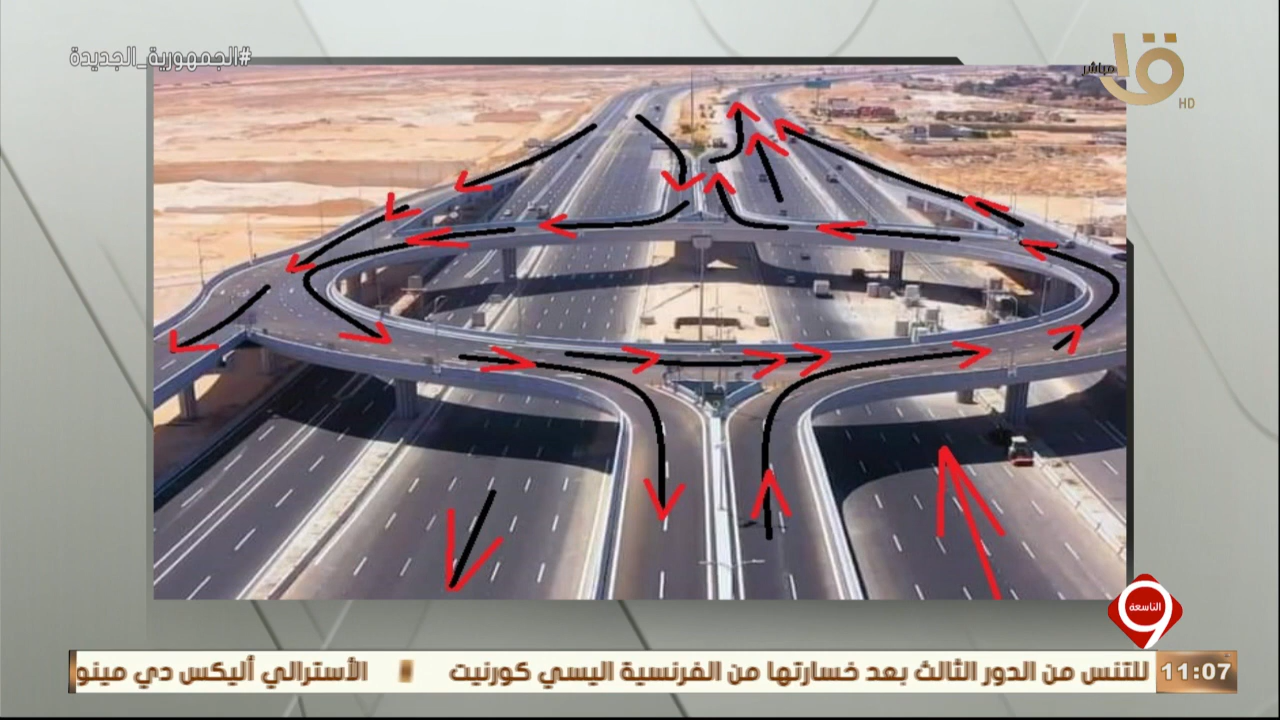 #الجمهورية_الجديدة
مباشر
HD
التاسعة
9
11:07
للتنس من الدور الثالث بعد خسارتها من الفرنسية اليسي كورنيت
الأسترالي أليكس دي مينو